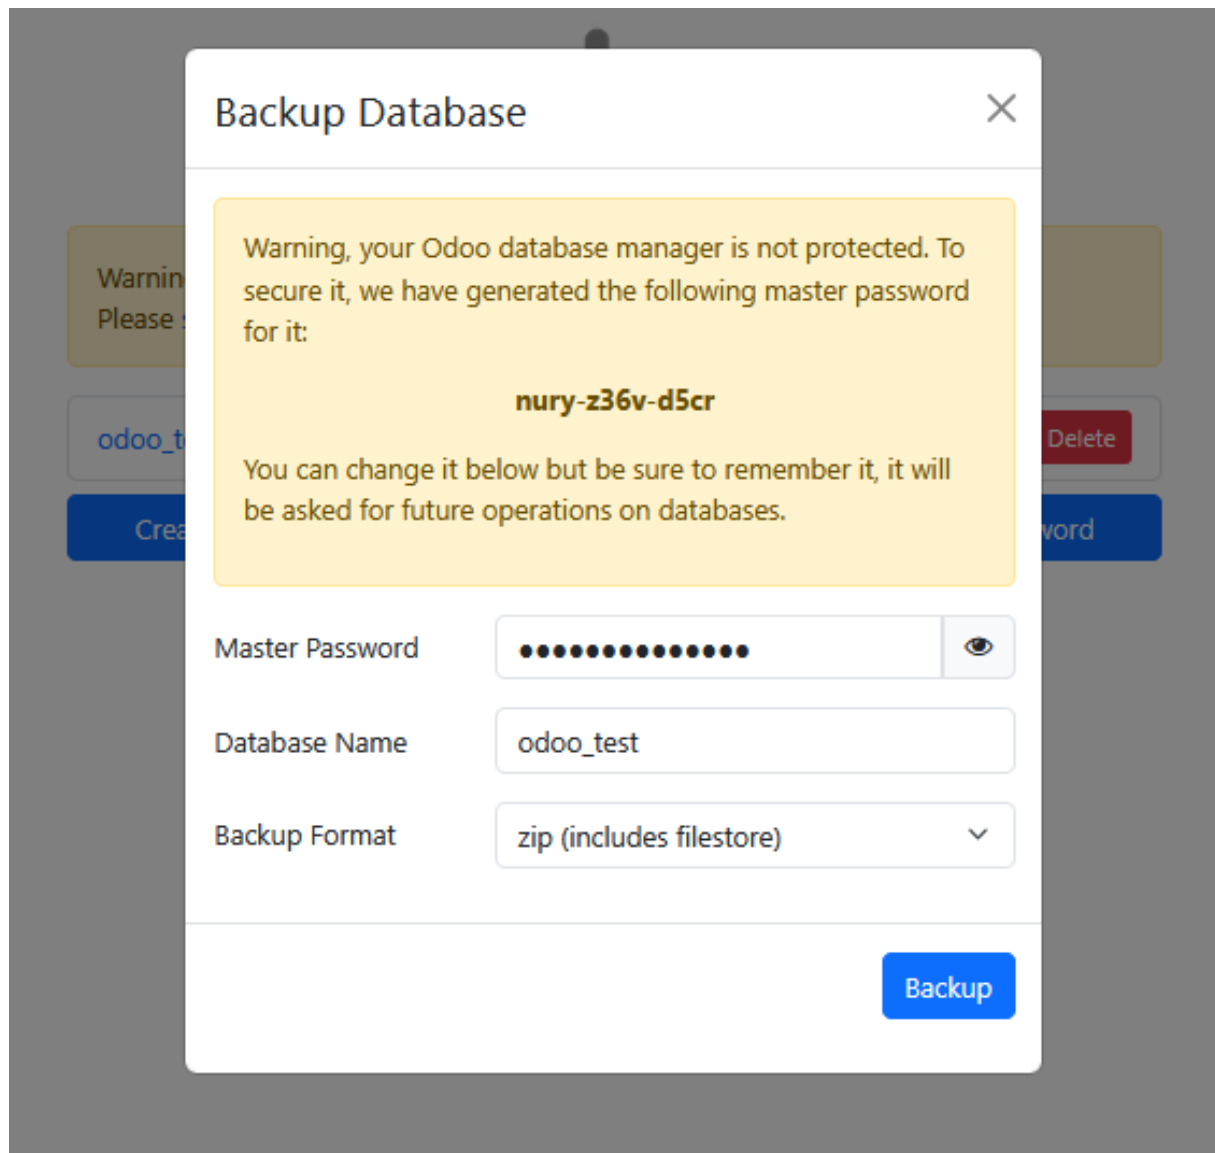 Backup Database
Warning, your Odoo database manager is not protected. To
secure it, we have generated the following master password
for it:
nury-z36v-d5cr
You can change it below but be sure to remember it, it will
be asked for future operations on databases.
Master Password
Database Name
odoo_test
Backup Format
zip (includes filestore)
Backup
Please
Delete